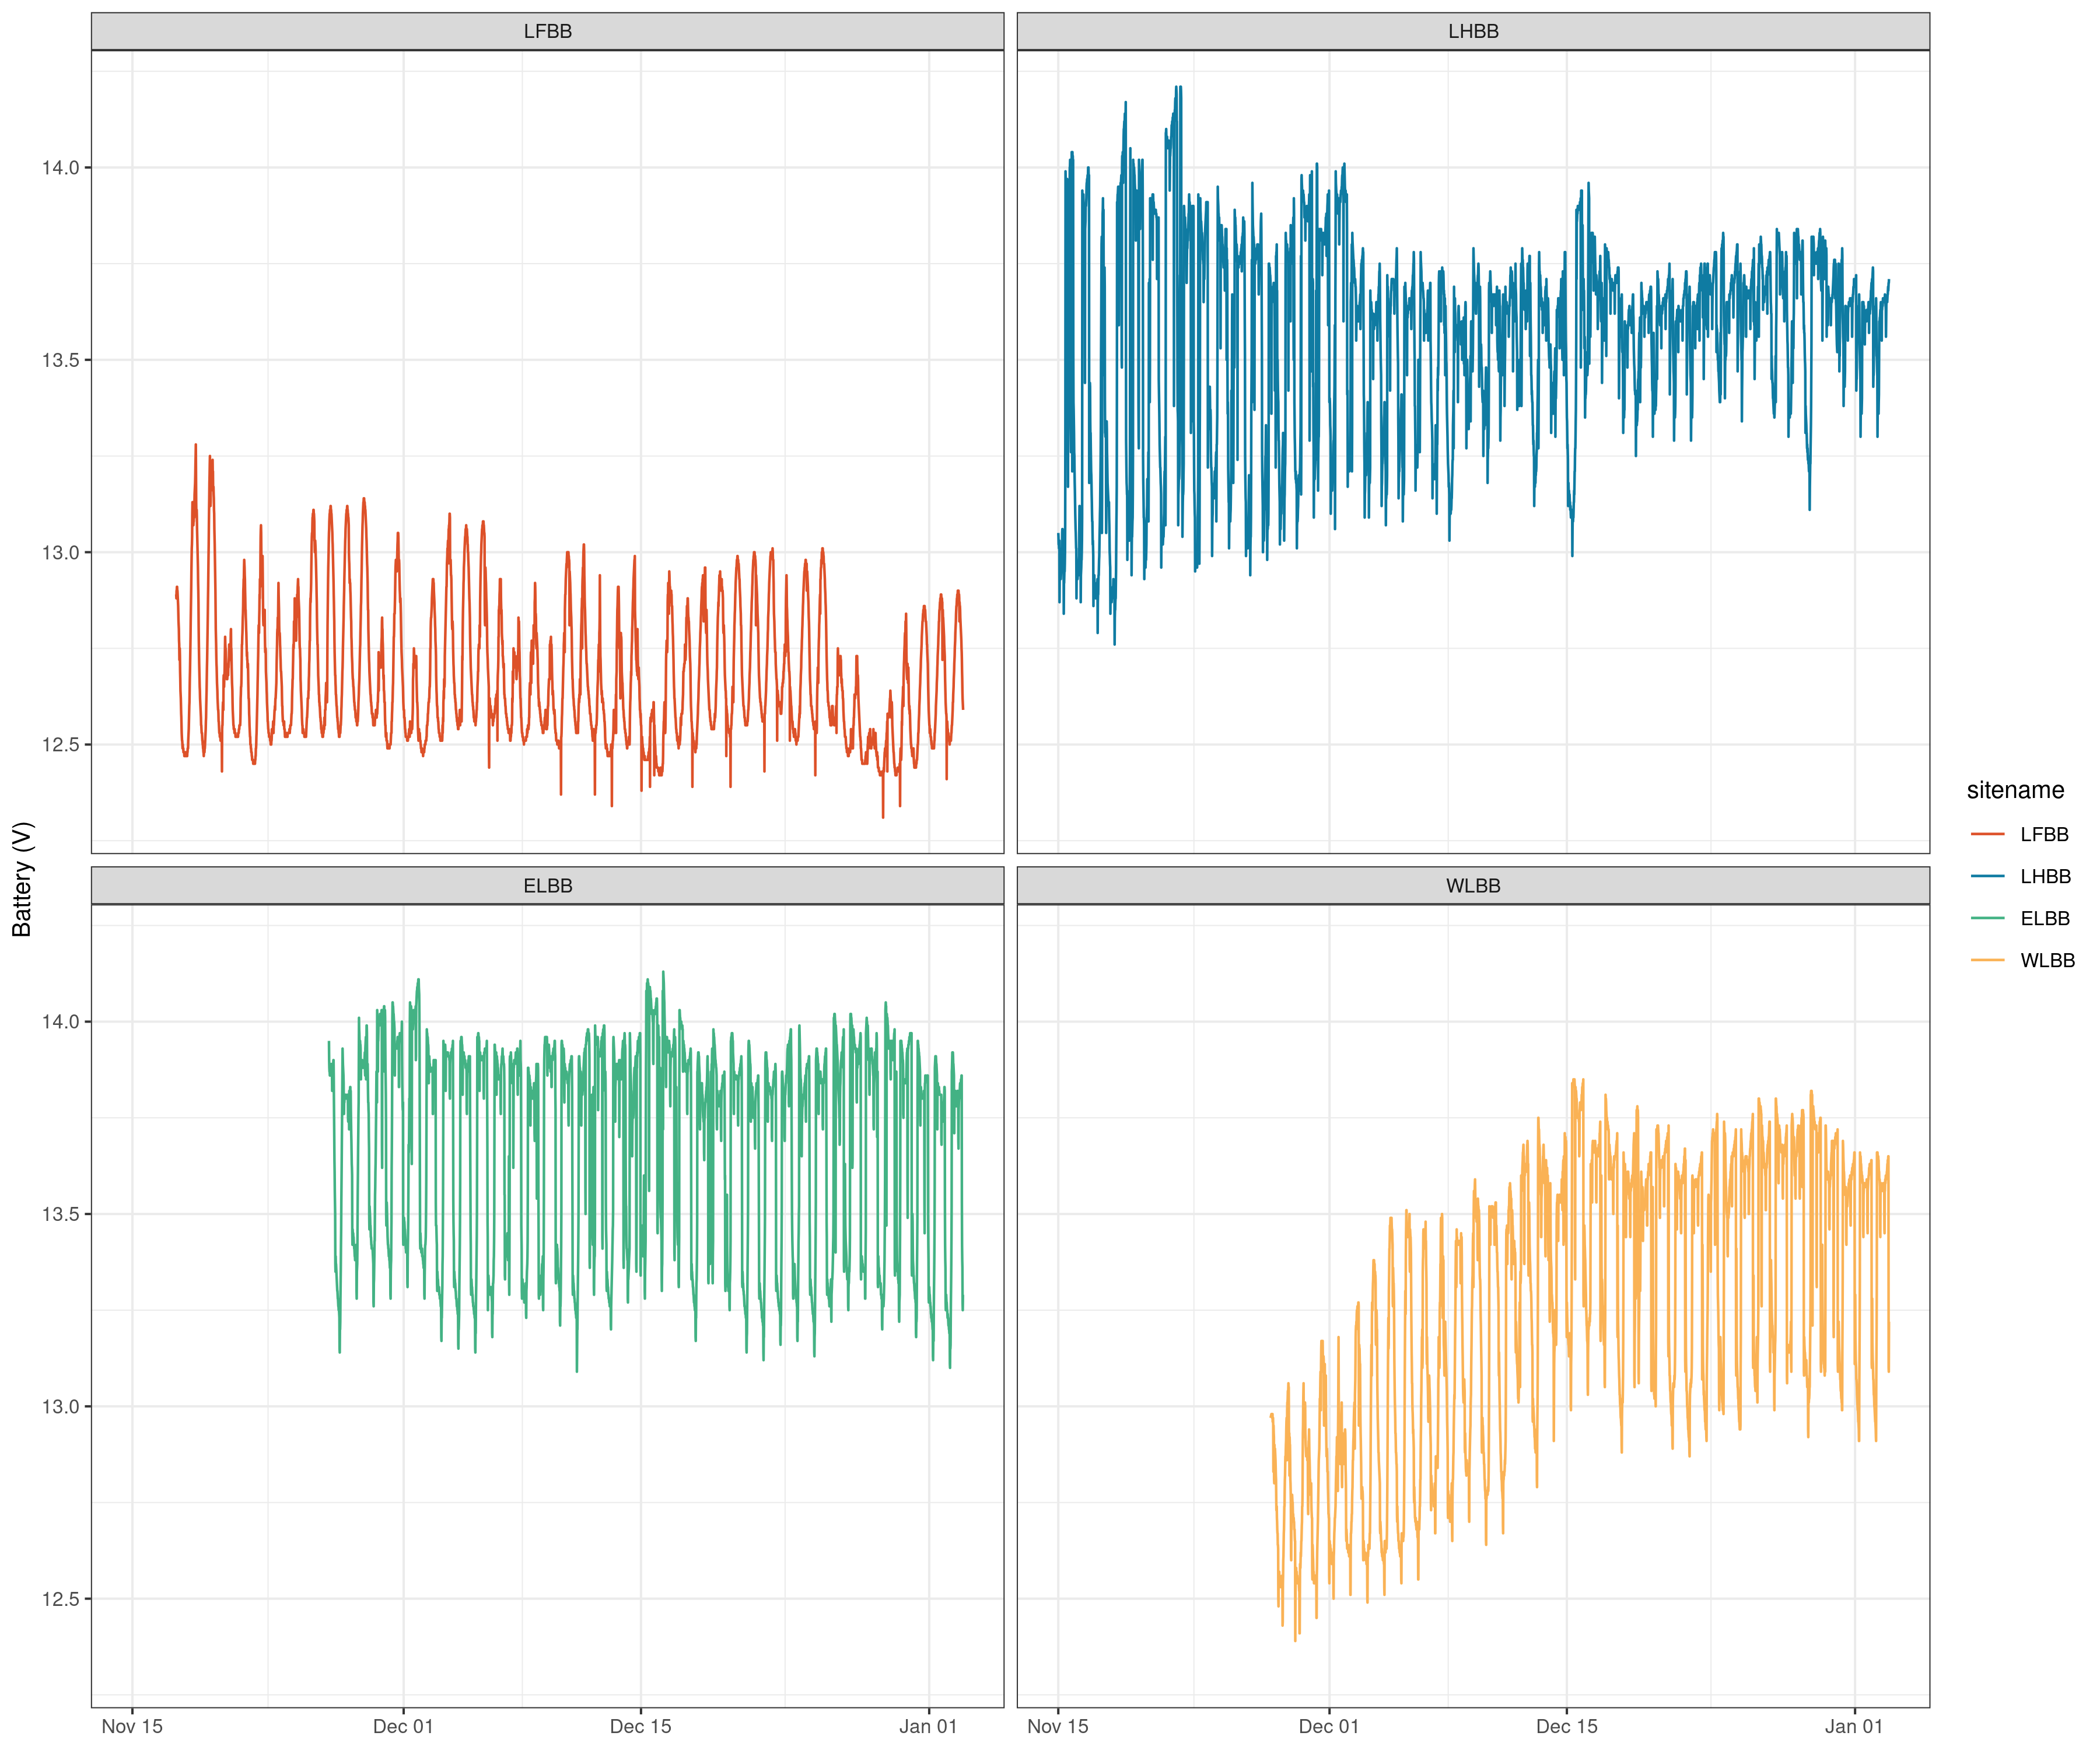 LFBB
LHBB
14.0
13.5
13.0
12.5
Battery (V)
ELBB
WLBB
14.0
13.5
13.0
12.5
Nov 15
Dec 01
Dec 15
Jan 01
Nov 15
Dec 01
Dec 15
Jan 01
sitename
LFBB
LHBB
ELBB
WLBB